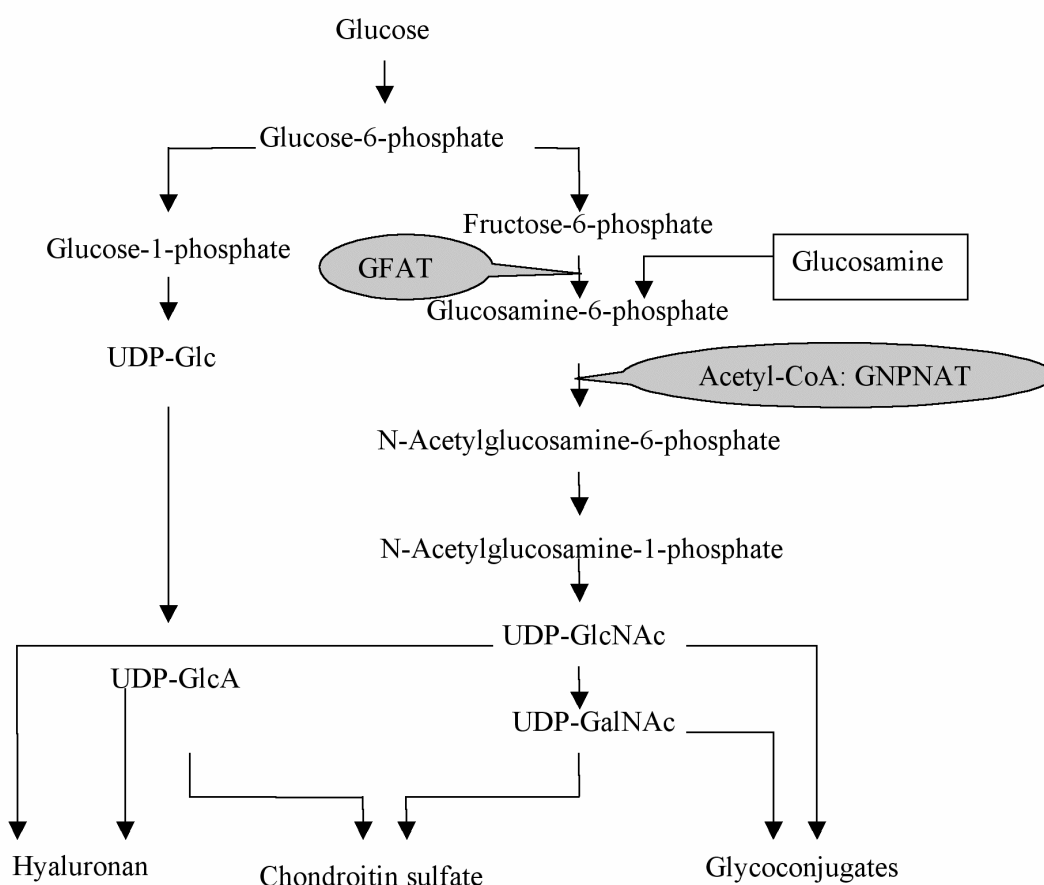 Glucose
Glucose-6-phosphate
Fructose-6-phosphate
Glucose-1-phosphate
GFAT
Glucosamine
Glucosamine-6-phosphate
UDP-Glc
Acetyl-CoA: GNPNAT
N-Acetylglucosamine-6-phosphate
N-Acetylglucosamine-1-phosphate
UDP-GlcNAc
UDP-GlcA
UDP-GalNAc
Hyaluronan
Chondroitin sulfate
Glycoconjugates